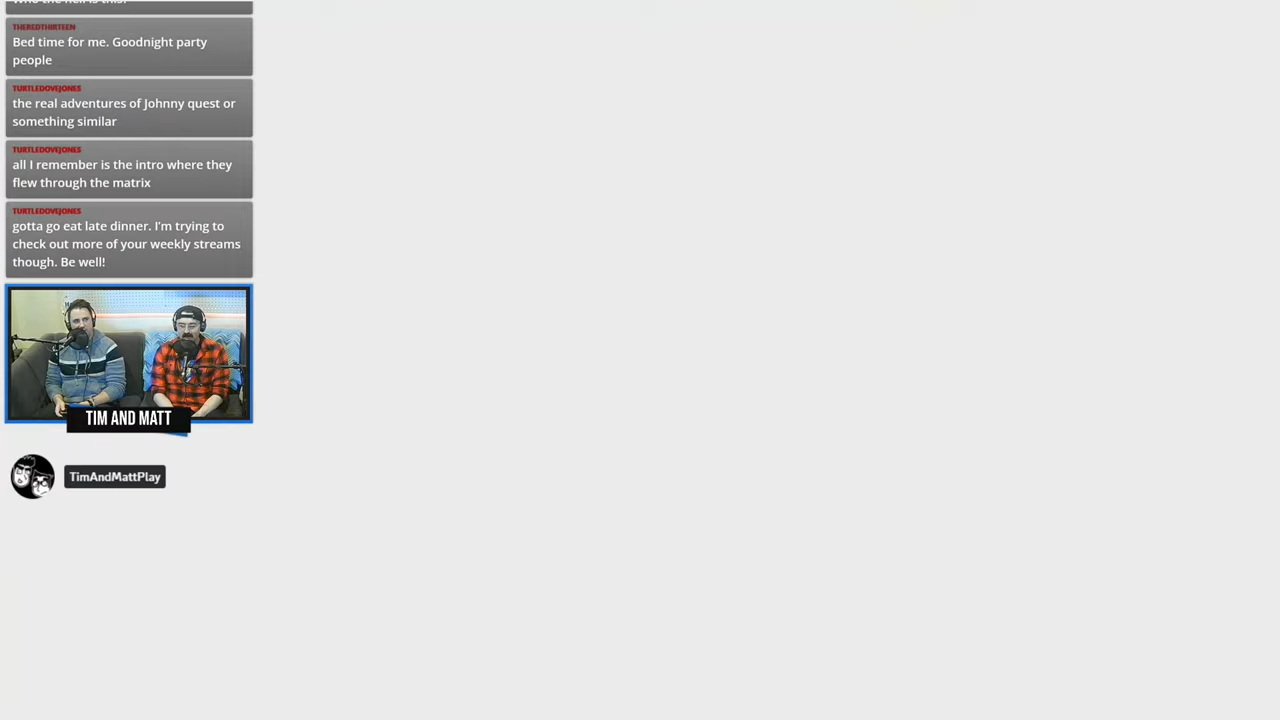 THEREDTHIRTEEN
Bed time for me. Goodnight party
people
TURTLEDOVEJONES
the real adventures of Johnny quest or
something similar
TURTLEDOVEJONES
all I remember is the intro where they
flew through the matrix
TURTLEDOVEJONES
gotta go eat late dinner. I'm trying to
check out more of your weekly streams
though. Be well!
TIM AND MATT
TimAndMattPlay